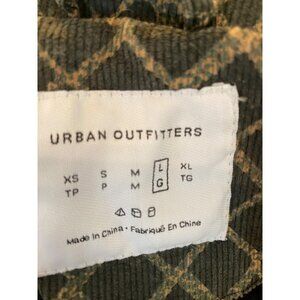 URBAN OUTFITTERS
XS S M L XL
TP P M G TG
Made in China • Fabriqué En Chine